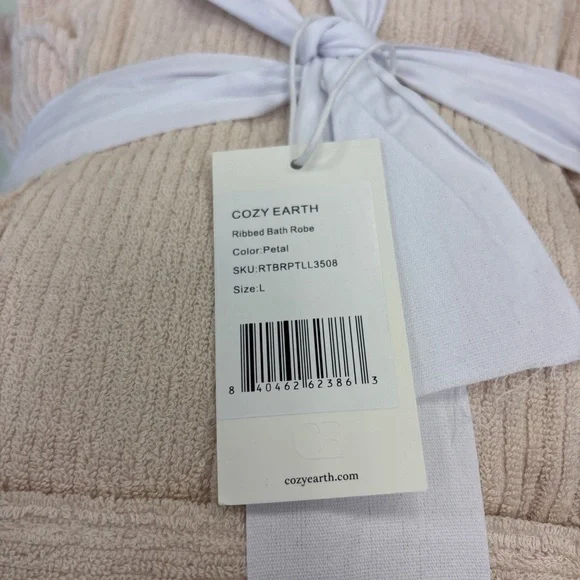 COZY EARTH
Ribbed Bath Robe
Color:Petal
SKU:RTBRPTLL3508
Size:L
8 40462 62386 3
cozyearth.com